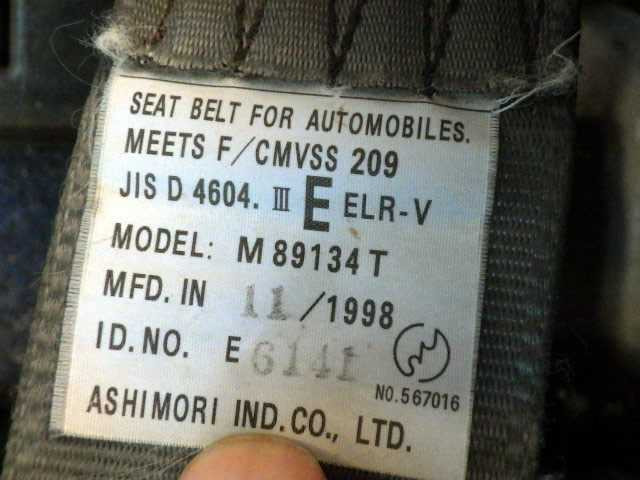 SEAT BELT FOR AUTOMOBILES.
MEETS F/CMVSS 209
JIS D 4604. III E ELR-V
MODEL: M 89134 T
MFD. IN 11/1998
ID.NO. E 6141
NO.567016
ASHIMORI IND.CO., LTD.